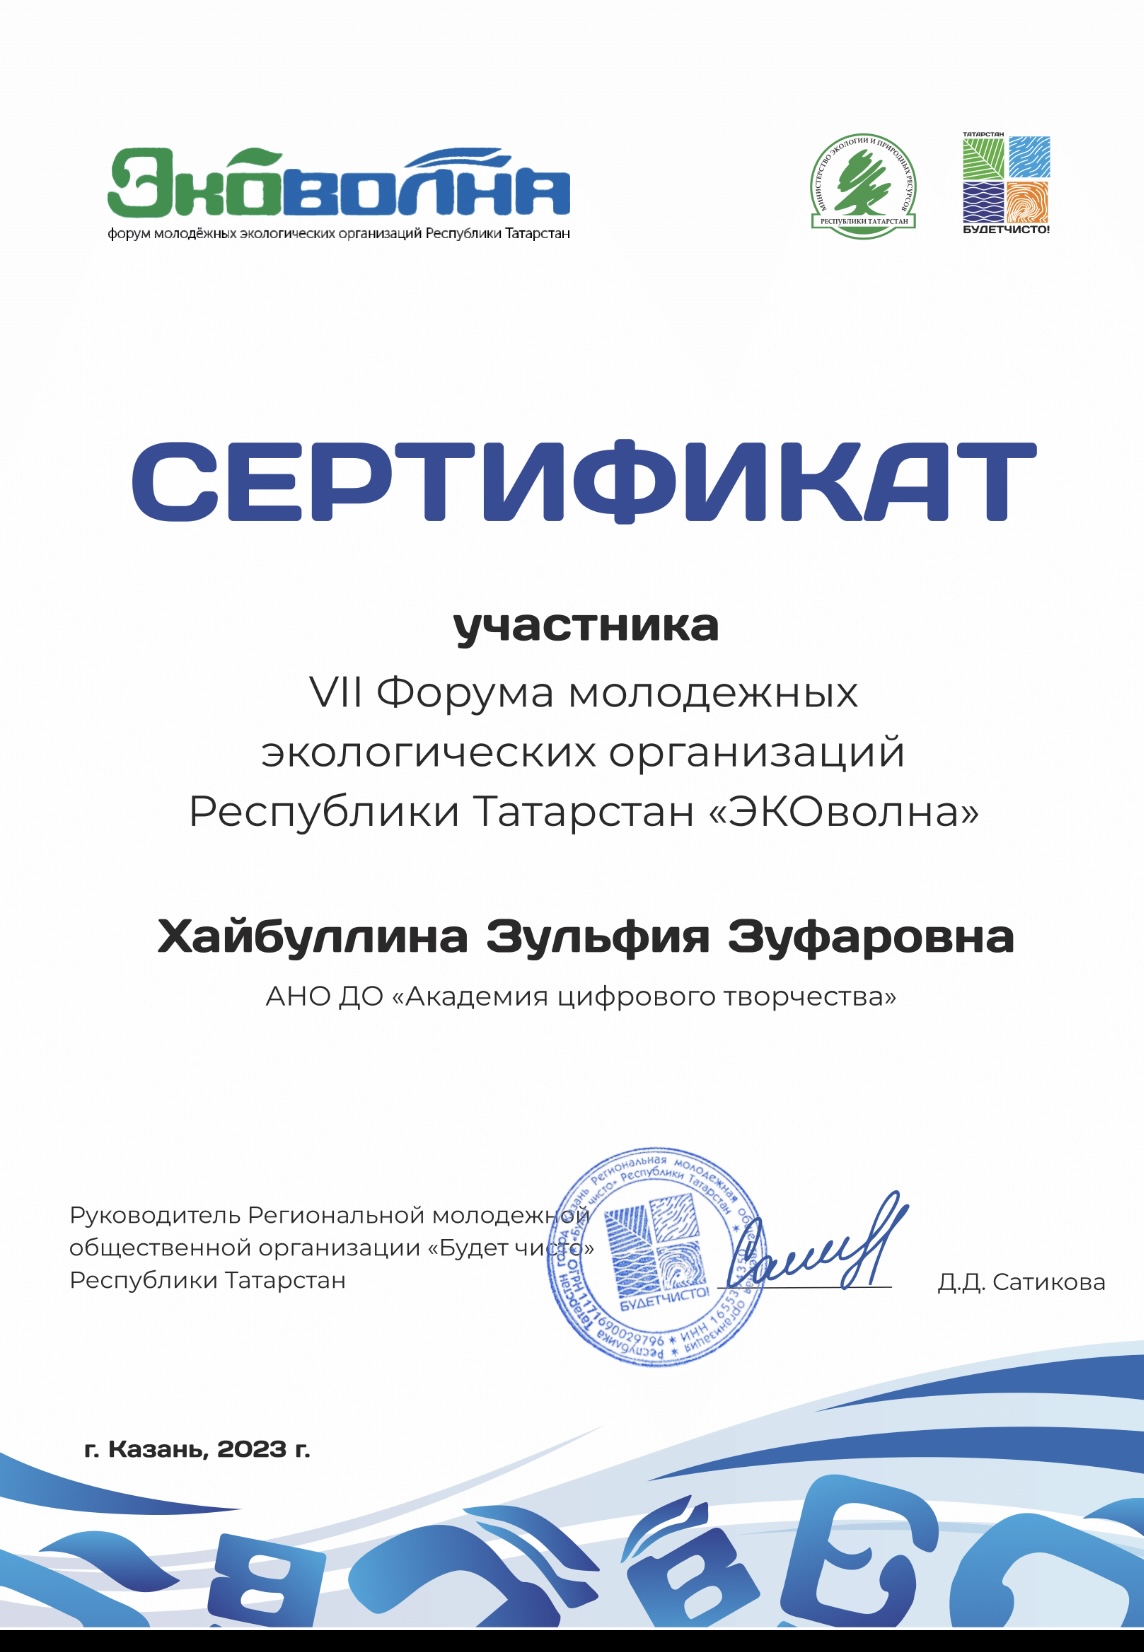 Эковолна
форум молодёжных экологических организаций Республики Татарстан
МИНИСТЕРСТВО ЭКОЛОГИИ И ПРИРОДНЫХ РЕСУРСОВ
РЕСПУБЛИКИ ТАТАРСТАН
ТАТАРСТАН
БУДЕТЧИСТО!
СЕРТИФИКАТ
участника
VII Форума молодежных
экологических организаций
Республики Татарстан «ЭКОволна»
Хайбуллина Зульфия Зуфаровна
АНО ДО «Академия цифрового творчества»
Руководитель Региональной молодежной
общественной организации «Будет чисто»
Республики Татарстан
Региональная молодежная общественная организация
«Будет чисто» Республики Татарстан
Республика Татарстан город Казань
ОГРН 1171690029796 * ИНН
БУДЕТЧИСТО!
Д.Д. Сатикова
г. Казань, 2023 г.